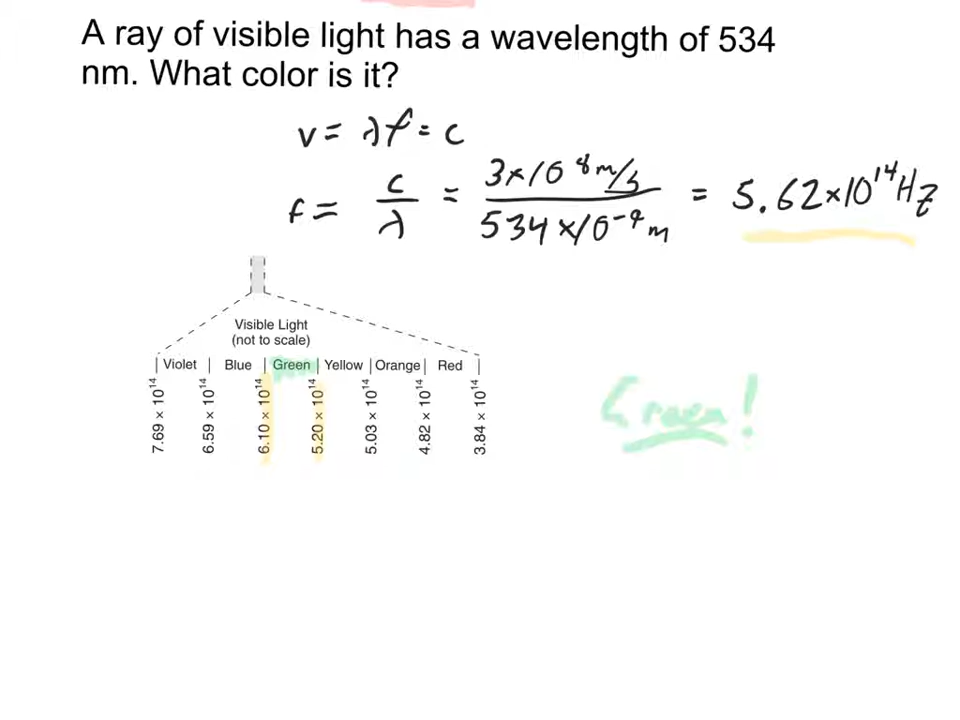 A ray of visible light has a wavelength of 534
nm. What color is it?
v = λf = c
f = c/λ = 3×10^8 m/s / 534×10^-9 m = 5.62×10^14 Hz
Visible Light
(not to scale)
| Violet | Blue | Green | Yellow | Orange | Red |
7.69 × 10^14 6.59 × 10^14 6.10 × 10^14 5.20 × 10^14 5.03 × 10^14 4.82 × 10^14 3.84 × 10^14
Green!